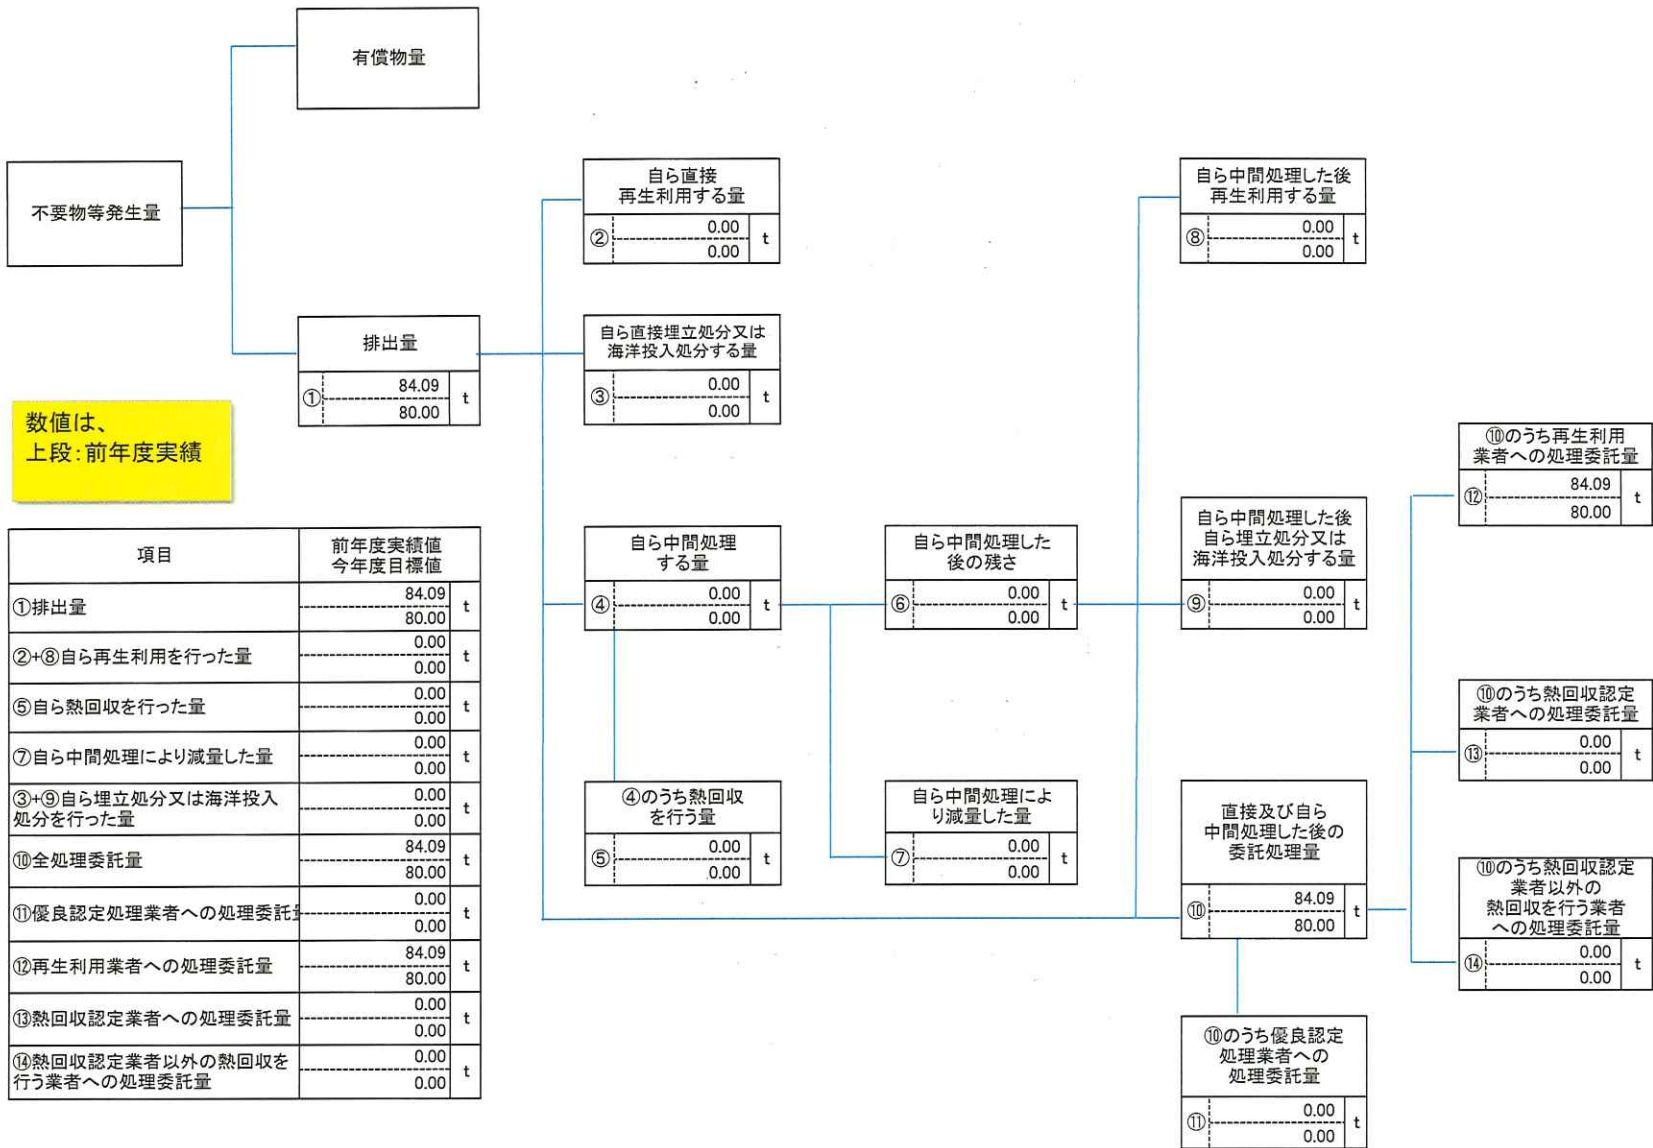 有償物量
不要物等発生量
自ら直接
再生利用する量
② 0.00 t
0.00
自ら中間処理した後
再生利用する量
⑧ 0.00 t
0.00
排出量
① 84.09 t
80.00
自ら直接埋立処分又は
海洋投入処分する量
③ 0.00 t
0.00
数値は、
上段:前年度実績
⑩のうち再生利用
業者への処理委託量
⑫ 84.09 t
80.00
自ら中間処理
する量
④ 0.00 t
0.00
自ら中間処理した
後の残さ
⑥ 0.00 t
0.00
自ら中間処理した後
自ら埋立処分又は
海洋投入処分する量
⑨ 0.00 t
0.00
⑩のうち熱回収認定
業者への処理委託量
⑬ 0.00 t
0.00
④のうち熱回収
を行う量
⑤ 0.00 t
0.00
自ら中間処理によ
り減量した量
⑦ 0.00 t
0.00
直接及び自ら
中間処理した後の
委託処理量
⑩ 84.09 t
80.00
⑩のうち熱回収認定
業者以外の
熱回収を行う業者
への処理委託量
⑭ 0.00 t
0.00
⑩のうち優良認定
処理業者への
処理委託量
⑪ 0.00 t
0.00
項目 前年度実績値
今年度目標値
①排出量 84.09 t
80.00
②+⑧自ら再生利用を行った量 0.00 t
0.00
⑤自ら熱回収を行った量 0.00 t
0.00
⑦自ら中間処理により減量した量 0.00 t
0.00
③+⑨自ら埋立処分又は海洋投入
処分を行った量 0.00 t
0.00
⑩全処理委託量 84.09 t
80.00
⑪優良認定処理業者への処理委託 0.00 t
0.00
⑫再生利用業者への処理委託量 84.09 t
80.00
⑬熱回収認定業者への処理委託量 0.00 t
0.00
⑭熱回収認定業者以外の熱回収を
行う業者への処理委託量 0.00 t
0.00